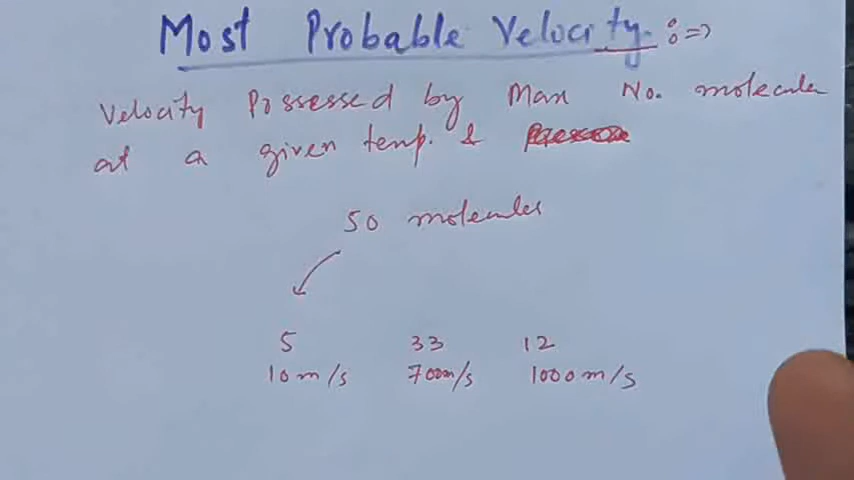 Most Probable Velocity :=>
Velocity Possessed by Max No. molecules
at a given temp. &
50 molecules
5 33 12
10 m/s 700 m/s 1000 m/s